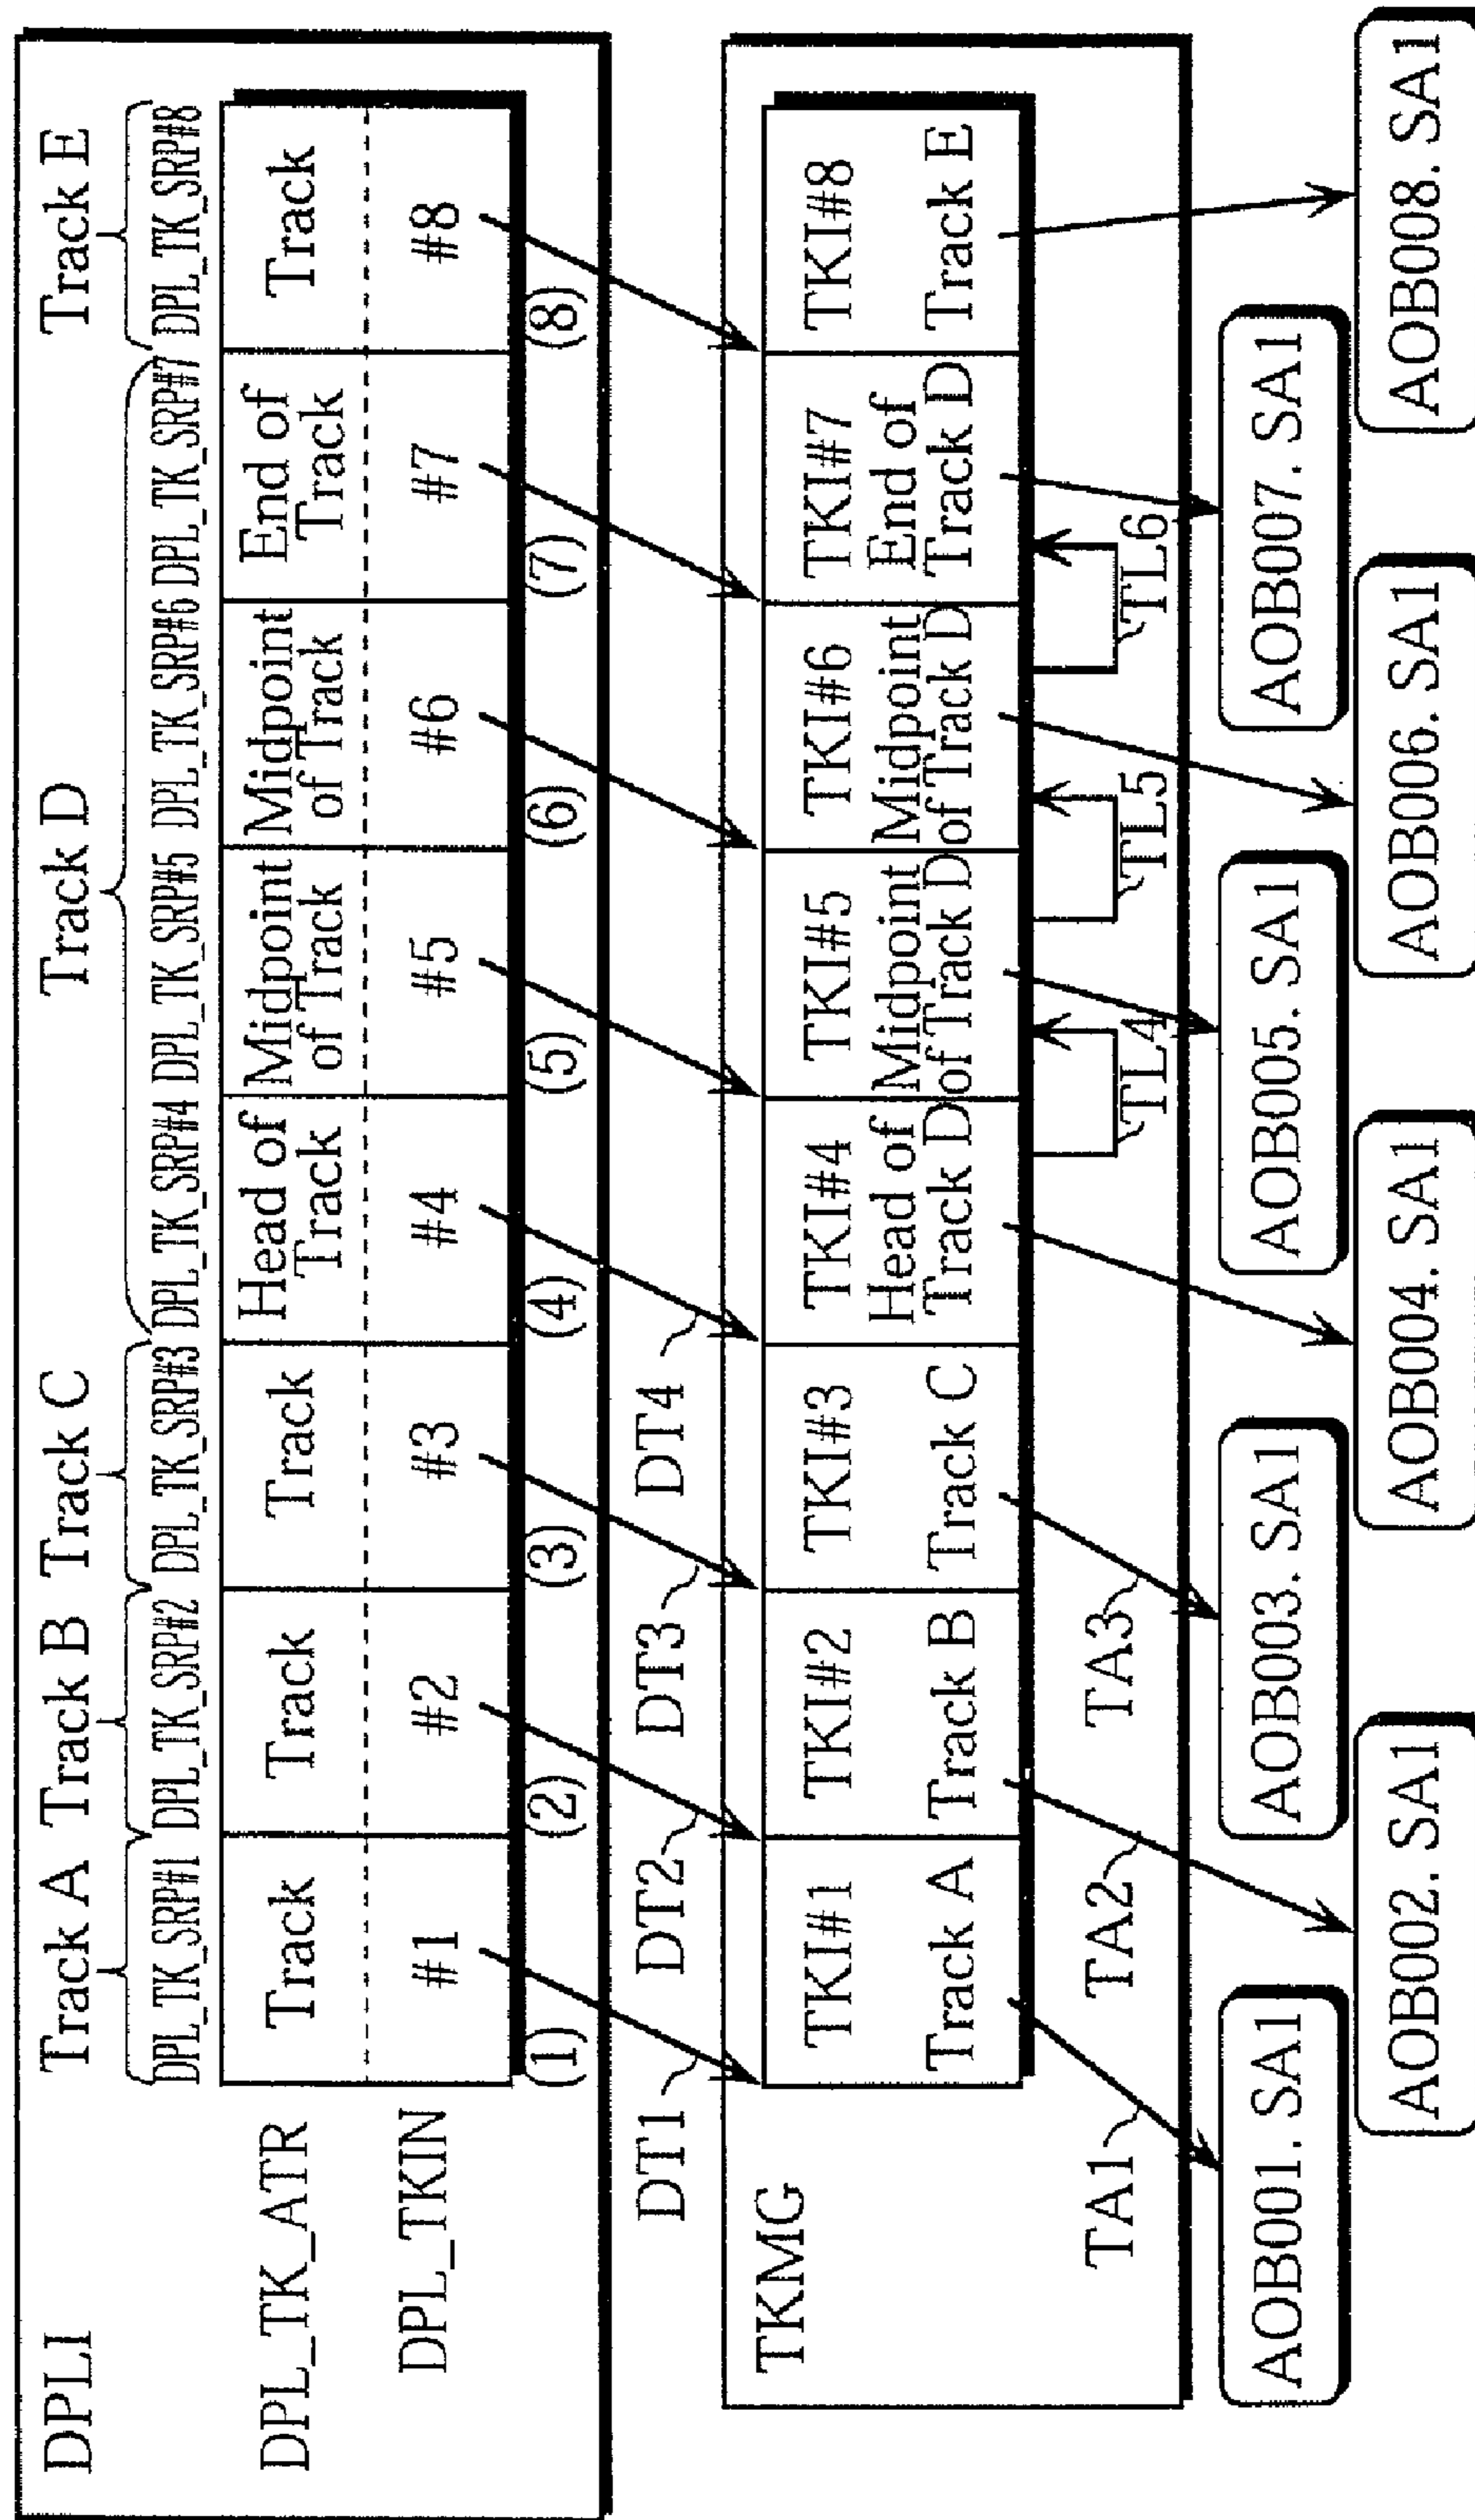 DPLI
Track A
Track B
Track C
Track D
Track E
DPL_TK_SRP#1
DPL_TK_SRP#2
DPL_TK_SRP#3
DPL_TK_SRP#4
DPL_TK_SRP#5
DPL_TK_SRP#6
DPL_TK_SRP#7
DPL_TK_SRP#8
DPL_TK_ATR
Track
Track
Track
Head of
Track
Midpoint
of Track
Midpoint
of Track
End of
Track
Track
DPL_TKIN
#1
#2
#3
#4
#5
#6
#7
#8
(1)
(2)
(3)
(4)
(5)
(6)
(7)
(8)
DT1
DT2
DT3
DT4
TKMG
TKI#1
Track A
TKI#2
Track B
TKI#3
Track C
TKI#4
Head of
Track D
TKI#5
Midpoint
of Track D
TKI#6
Midpoint
of Track D
TKI#7
End of
Track D
TKI#8
Track E
TA1
TA2
TA3
TL4
TL5
TL6
AOB001. SA1
AOB003. SA1
AOB005. SA1
AOB007. SA1
AOB002. SA1
AOB004. SA1
AOB006. SA1
AOB008. SA1